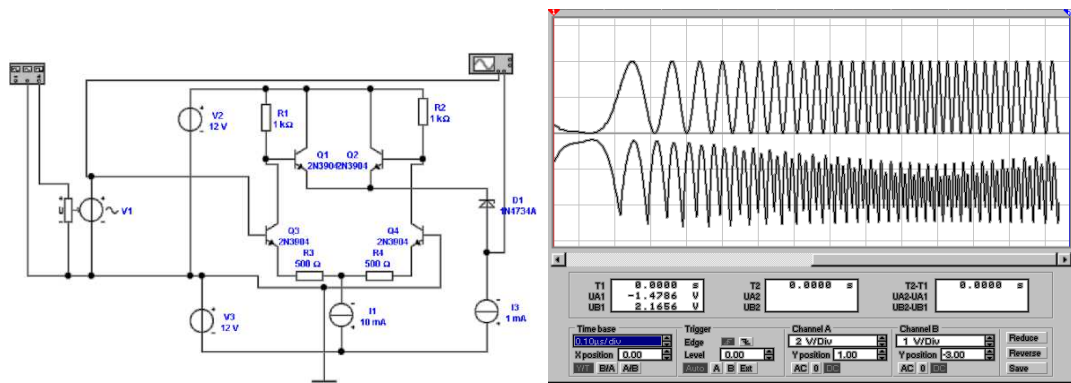 V2
12 V
R1
1 kΩ
R2
1 kΩ
Q1
2N3904
Q2
2N3904
V1
D1
1N4734A
Q3
2N3904
Q4
2N3904
R3
500 Ω
R4
500 Ω
V3
12 V
I1
10 mA
I3
1 mA
T1 0.0000 s
UA1 -1.4786 V
UB1 2.1656 V
T2 0.0000 s
UA2
UB2
T2-T1 0.0000 s
UA2-UA1
UB2-UB1
Time base
0.10µs/div
X position 0.00
Y/T B/A A/B
Trigger
Edge
Level 0.00
Auto A B Ext
Channel A
2 V/Div
Y position 1.00
AC 0 DC
Channel B
1 V/Div
Y position -3.00
AC 0 DC
Reduce
Reverse
Save